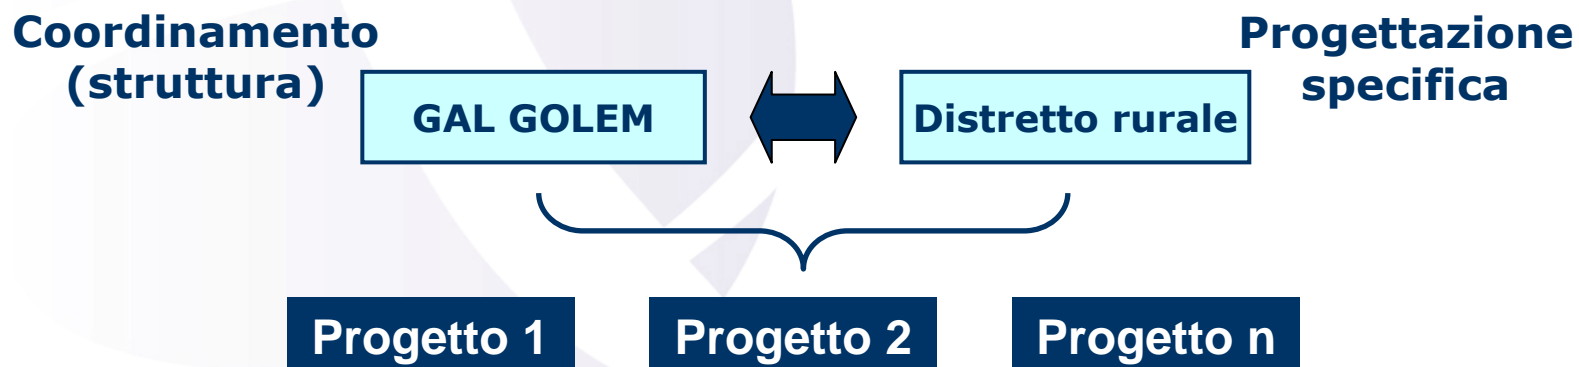 Coordinamento
(struttura)
GAL GOLEM
Distretto rurale
Progettazione
specifica
Progetto 1
Progetto 2
Progetto n